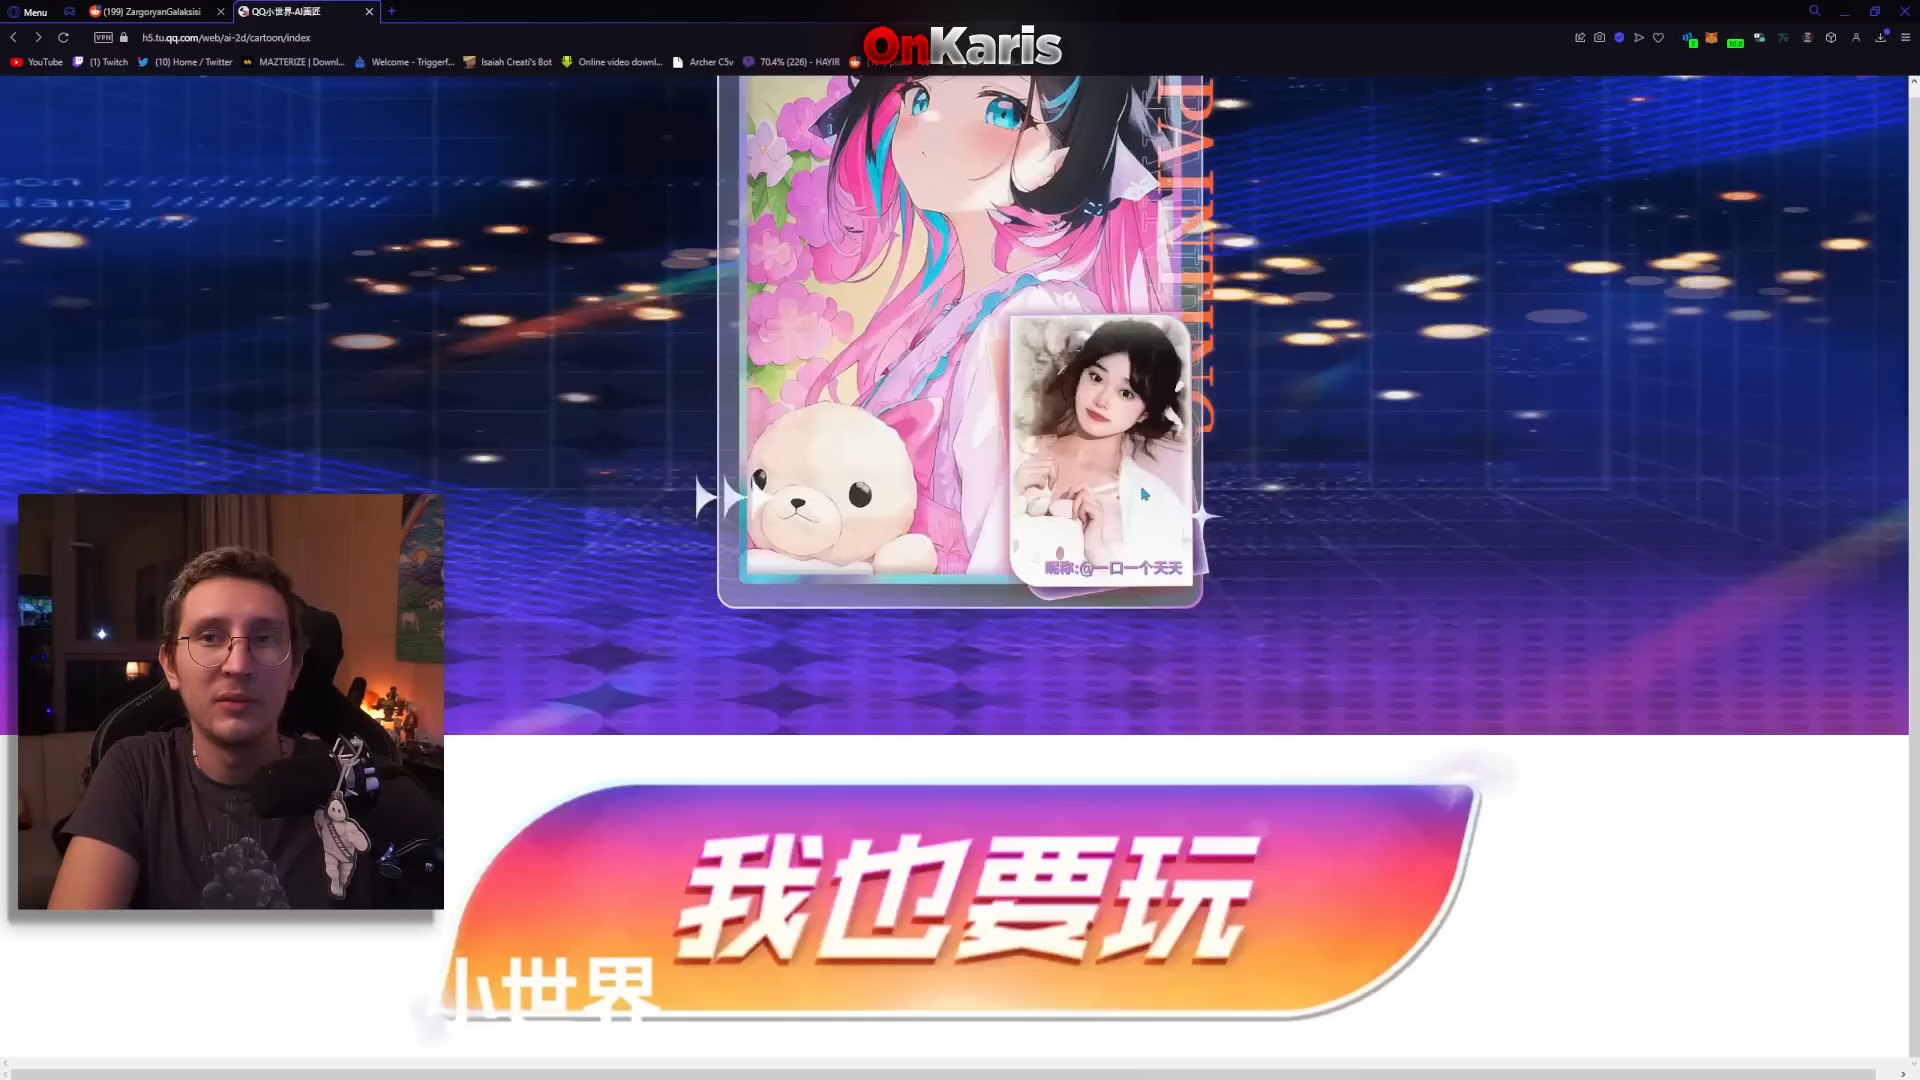 Menu
(199) ZargoryanGalaksisi
QQ小世界-AI画匠
VPN
h5.tu.qq.com/web/ai-2d/cartoon/index
OnKaris
YouTube
(1) Twitch
(10) Home / Twitter
MAZTERIZE | Downl...
Welcome - Triggerf...
Isaiah Creati's Bot
Online video downl...
Archer C5v
70.4% (226) - HAYIR
PAINTING
昵称:@一口一个天天
我也要玩
小世界